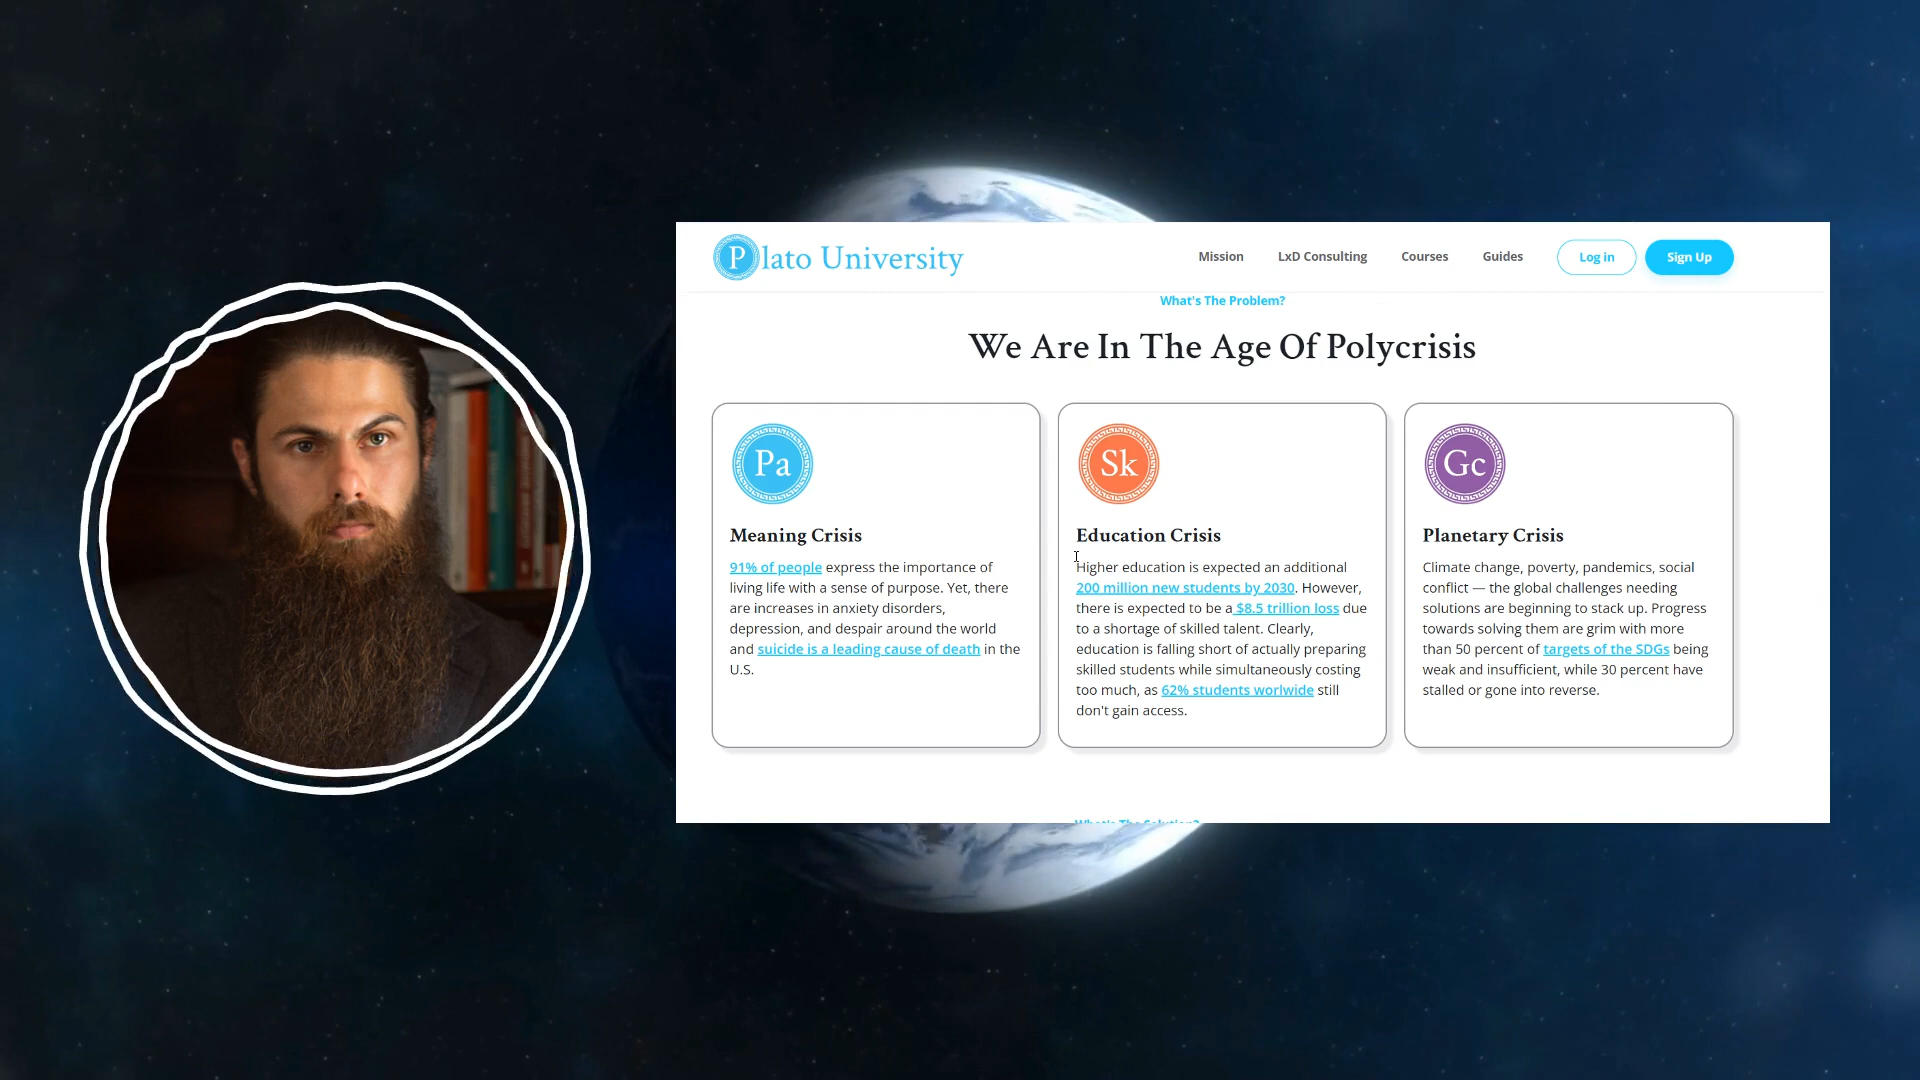 Plato University
Mission
LxD Consulting
Courses
Guides
Log in
Sign Up
What's The Problem?
We Are In The Age Of Polycrisis
Pa
Meaning Crisis
91% of people express the importance of
living life with a sense of purpose. Yet, there
are increases in anxiety disorders,
depression, and despair around the world
and suicide is a leading cause of death in the
U.S.
Sk
Education Crisis
Higher education is expected an additional
200 million new students by 2030. However,
there is expected to be a $8.5 trillion loss due
to a shortage of skilled talent. Clearly,
education is falling short of actually preparing
skilled students while simultaneously costing
too much, as 62% students worlwide still
don't gain access.
Gc
Planetary Crisis
Climate change, poverty, pandemics, social
conflict — the global challenges needing
solutions are beginning to stack up. Progress
towards solving them are grim with more
than 50 percent of targets of the SDGs being
weak and insufficient, while 30 percent have
stalled or gone into reverse.
What's The Solution?